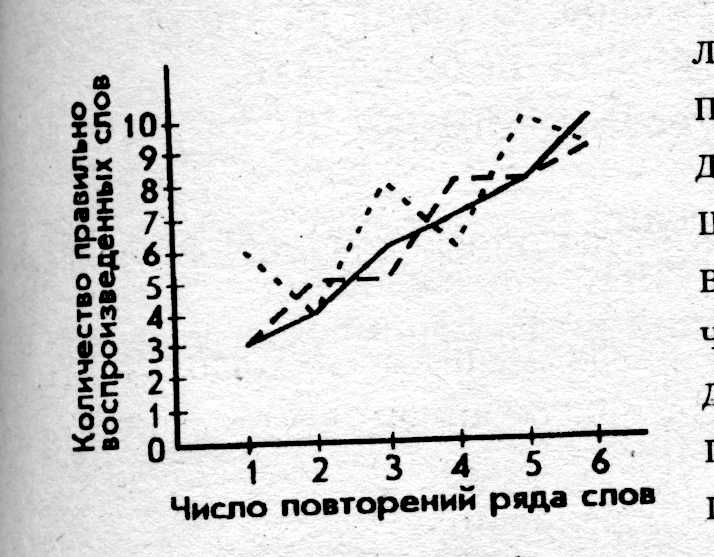 Количество правильно
воспроизведенных слов
10
9
8
7
6
5
4
3
2
1
0
1 2 3 4 5 6
Число повторений ряда слов
Л
П
Д
В